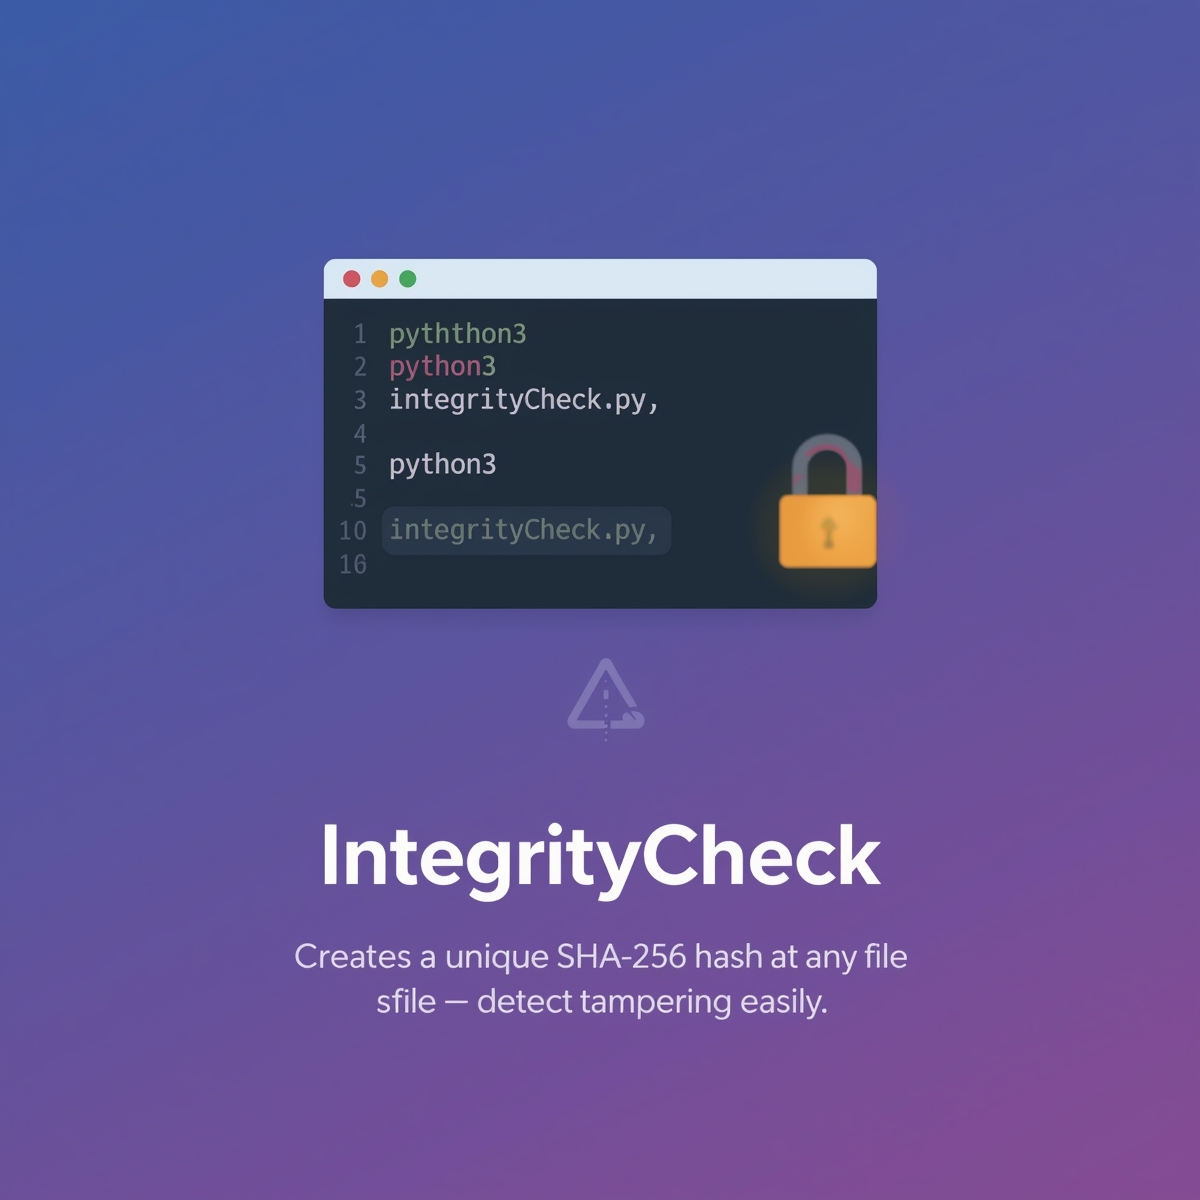 1 pyththon3
2 python3
3 integrityCheck.py,
4
5 python3
.5
10 integrityCheck.py,
16
IntegrityCheck
Creates a unique SHA-256 hash at any file
sfile — detect tampering easily.